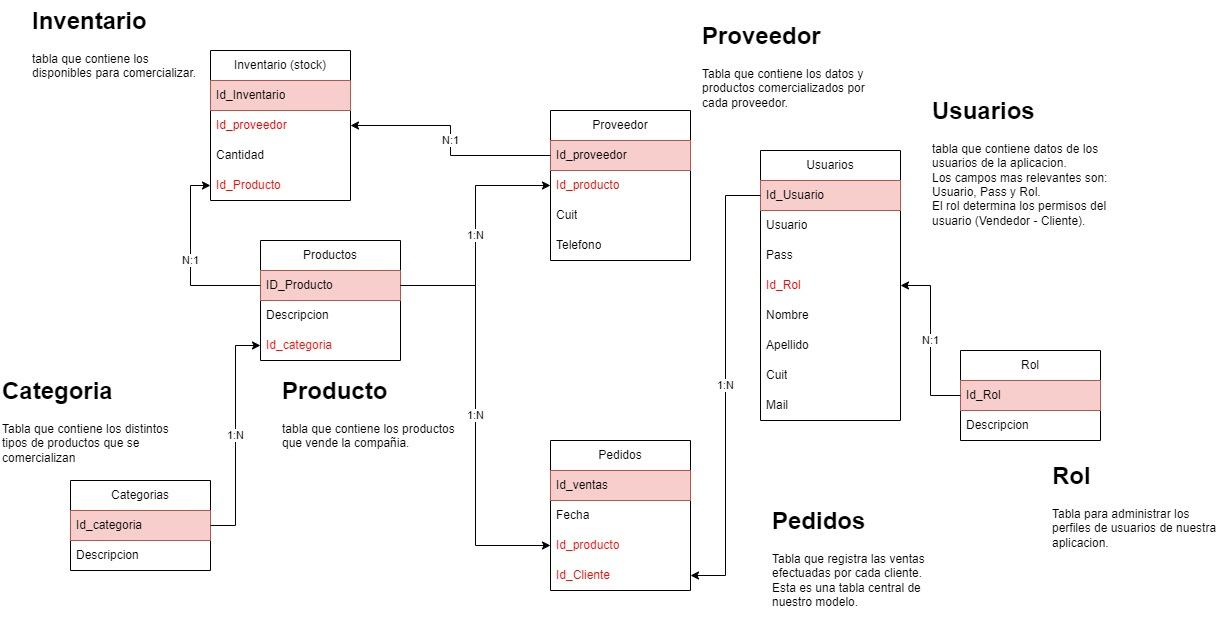 Inventario
tabla que contiene los
disponibles para comercializar.
Inventario (stock)
Id_Inventario
Id_proveedor
Cantidad
Id_Producto
N:1
Proveedor
Tabla que contiene los datos y
productos comercializados por
cada proveedor.
Proveedor
Id_proveedor
Id_producto
Cuit
Telefono
Usuarios
tabla que contiene datos de los
usuarios de la aplicacion.
Los campos mas relevantes son:
Usuario, Pass y Rol.
El rol determina los permisos del
usuario (Vendedor - Cliente).
Usuarios
Id_Usuario
Usuario
Pass
Id_Rol
Nombre
Apellido
Cuit
Mail
N:1
1:N
Productos
ID_Producto
Descripcion
Id_categoria
N:1
Rol
Id_Rol
Descripcion
Categoria
Tabla que contiene los distintos
tipos de productos que se
comercializan
Producto
tabla que contiene los productos
que vende la compañia.
1:N
1:N
1:N
Categorias
Id_categoria
Descripcion
Pedidos
Id_ventas
Fecha
Id_producto
Id_Cliente
Pedidos
Tabla que registra las ventas
efectuadas por cada cliente.
Esta es una tabla central de
nuestro modelo.
Rol
Tabla para administrar los
perfiles de usuarios de nuestra
aplicacion.